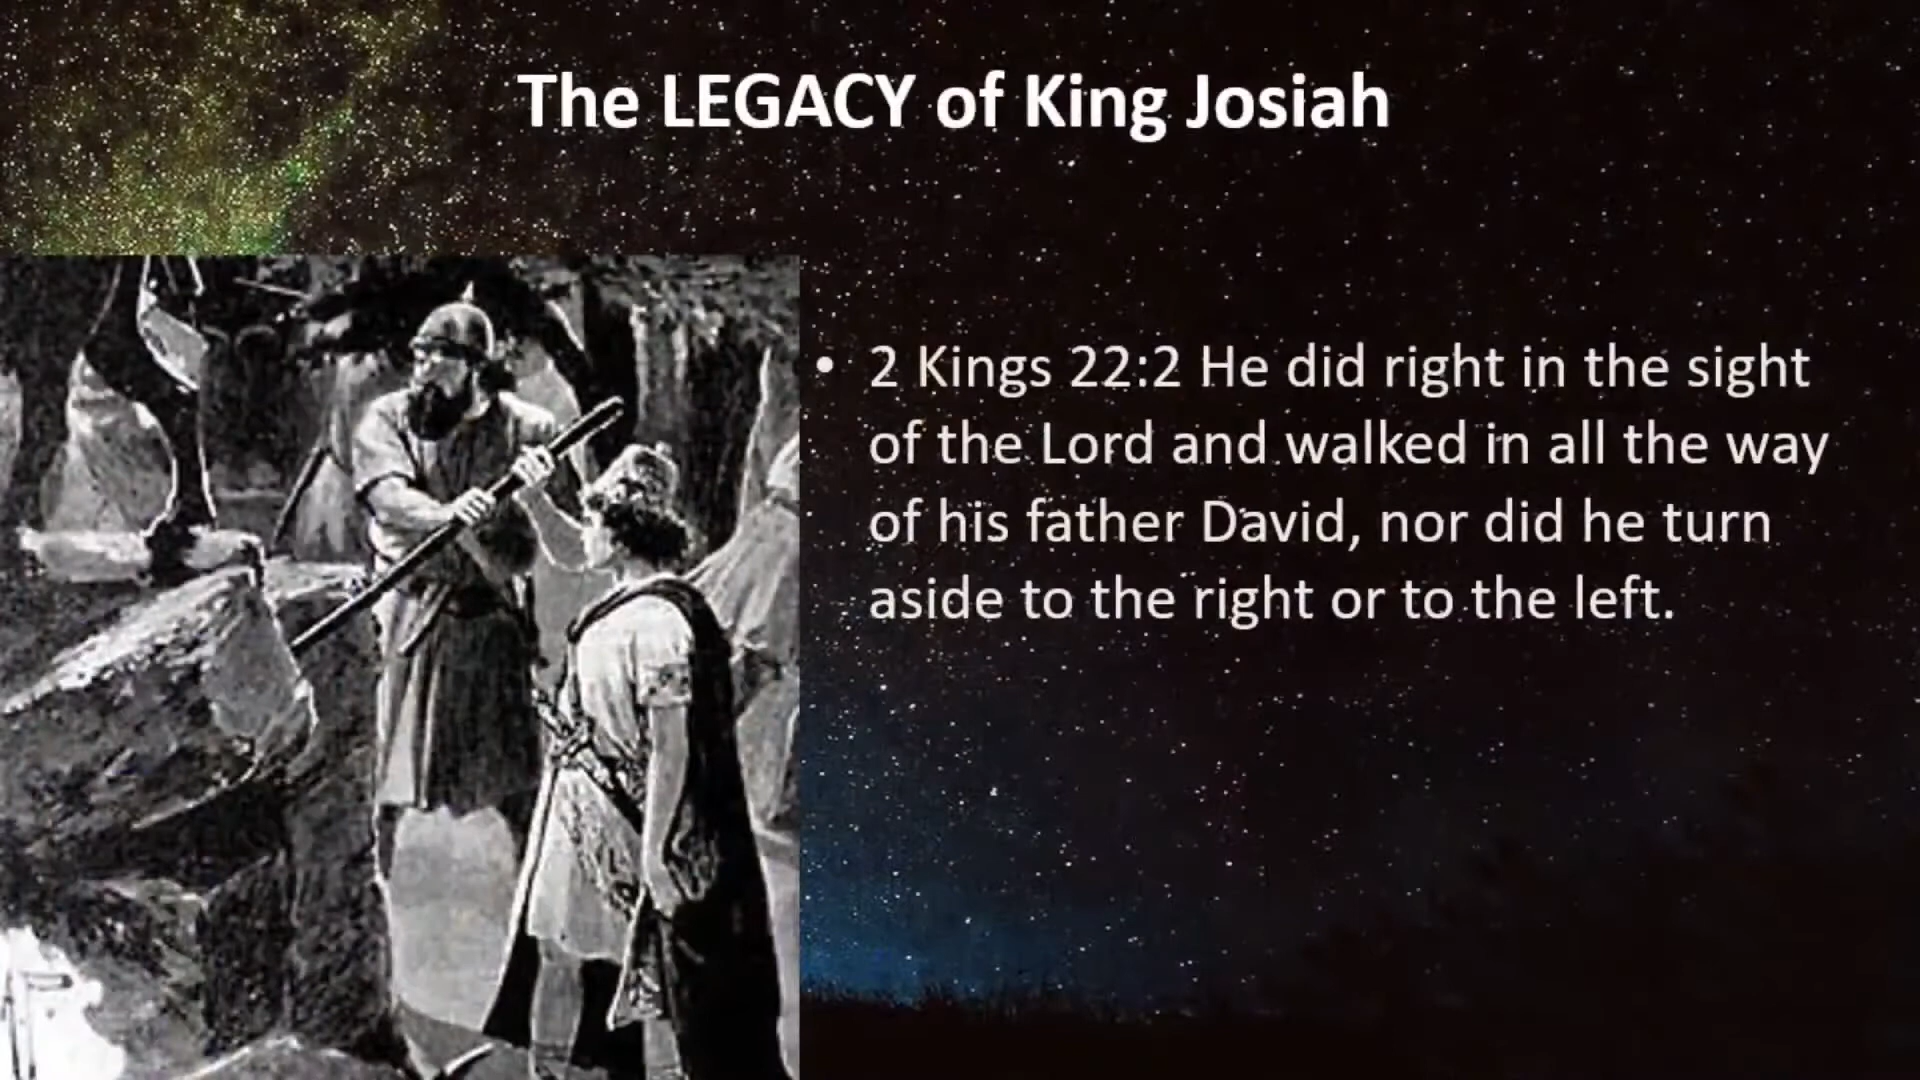 The LEGACY of King Josiah
• 2 Kings 22:2 He did right in the sight
of the Lord and walked in all the way
of his father David, nor did he turn
aside to the right or to the left.